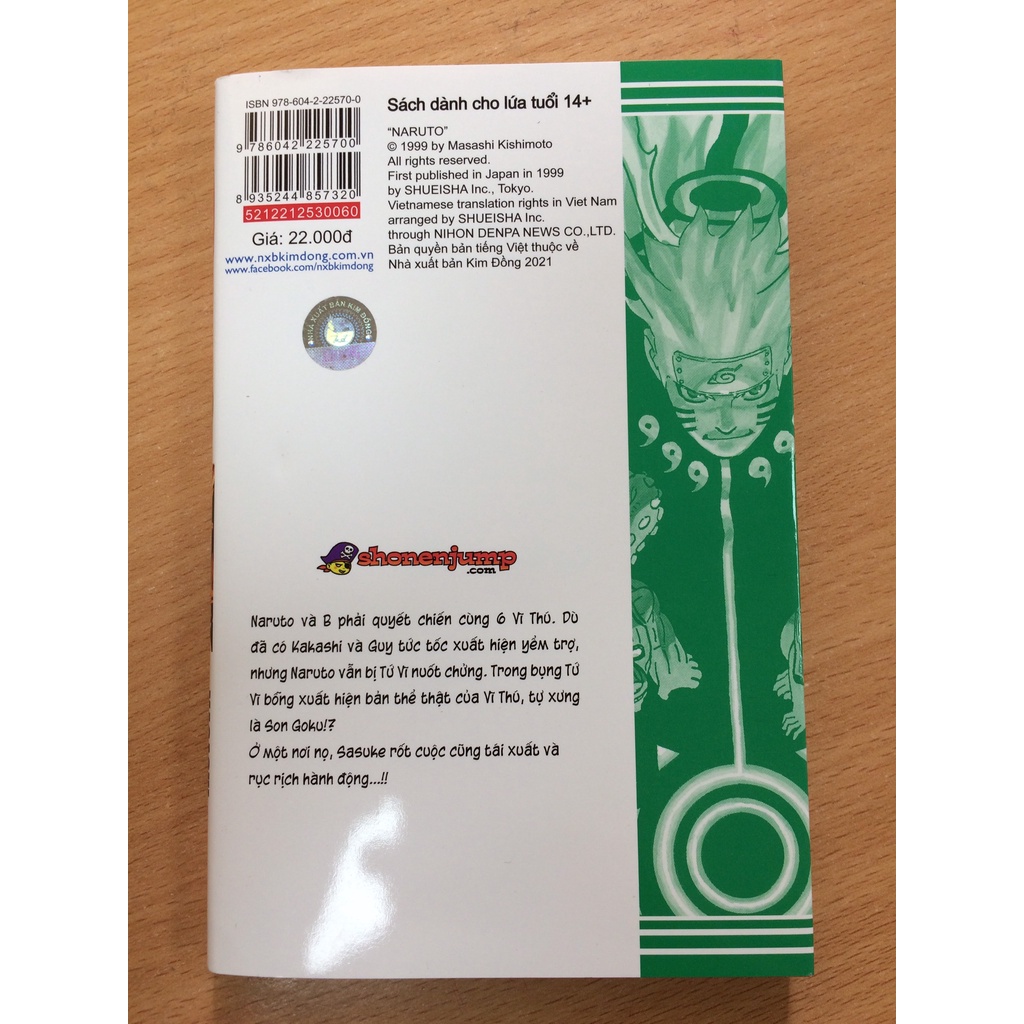 ISBN 978-604-2-22570-0
9 786042 225700
8 935244 857320
5212212530060
Giá: 22.000đ
www.nxbkimdong.com.vn
www.facebook.com/nxbkimdong
NHÀ XUẤT BẢN KIM ĐỒNG
Sách dành cho lứa tuổi 14+
“NARUTO”
© 1999 by Masashi Kishimoto
All rights reserved.
First published in Japan in 1999
by SHUEISHA Inc., Tokyo.
Vietnamese translation rights in Viet Nam
arranged by SHUEISHA Inc.
through NIHON DENPA NEWS CO.,LTD.
Bản quyền bản tiếng Việt thuộc về
Nhà xuất bản Kim Đồng 2021
shonenjump
.com
Naruto và B phải quyết chiến cùng 6 Vĩ Thú. Dù
đã có Kakashi và Guy tức tốc xuất hiện yểm trợ,
nhưng Naruto vẫn bị Tứ Vĩ nuốt chửng. Trong bụng Tứ
Vĩ bỗng xuất hiện bản thể thật của Vĩ Thú, tự xưng
là Son Goku!?
Ở một nơi nọ, Sasuke rốt cuộc cũng tái xuất và
rục rịch hành động...!!